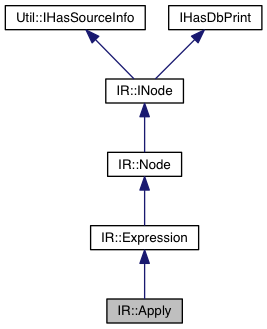 Util::IHasSourceInfo
IHasDbPrint
IR::INode
IR::Node
IR::Expression
IR::Apply